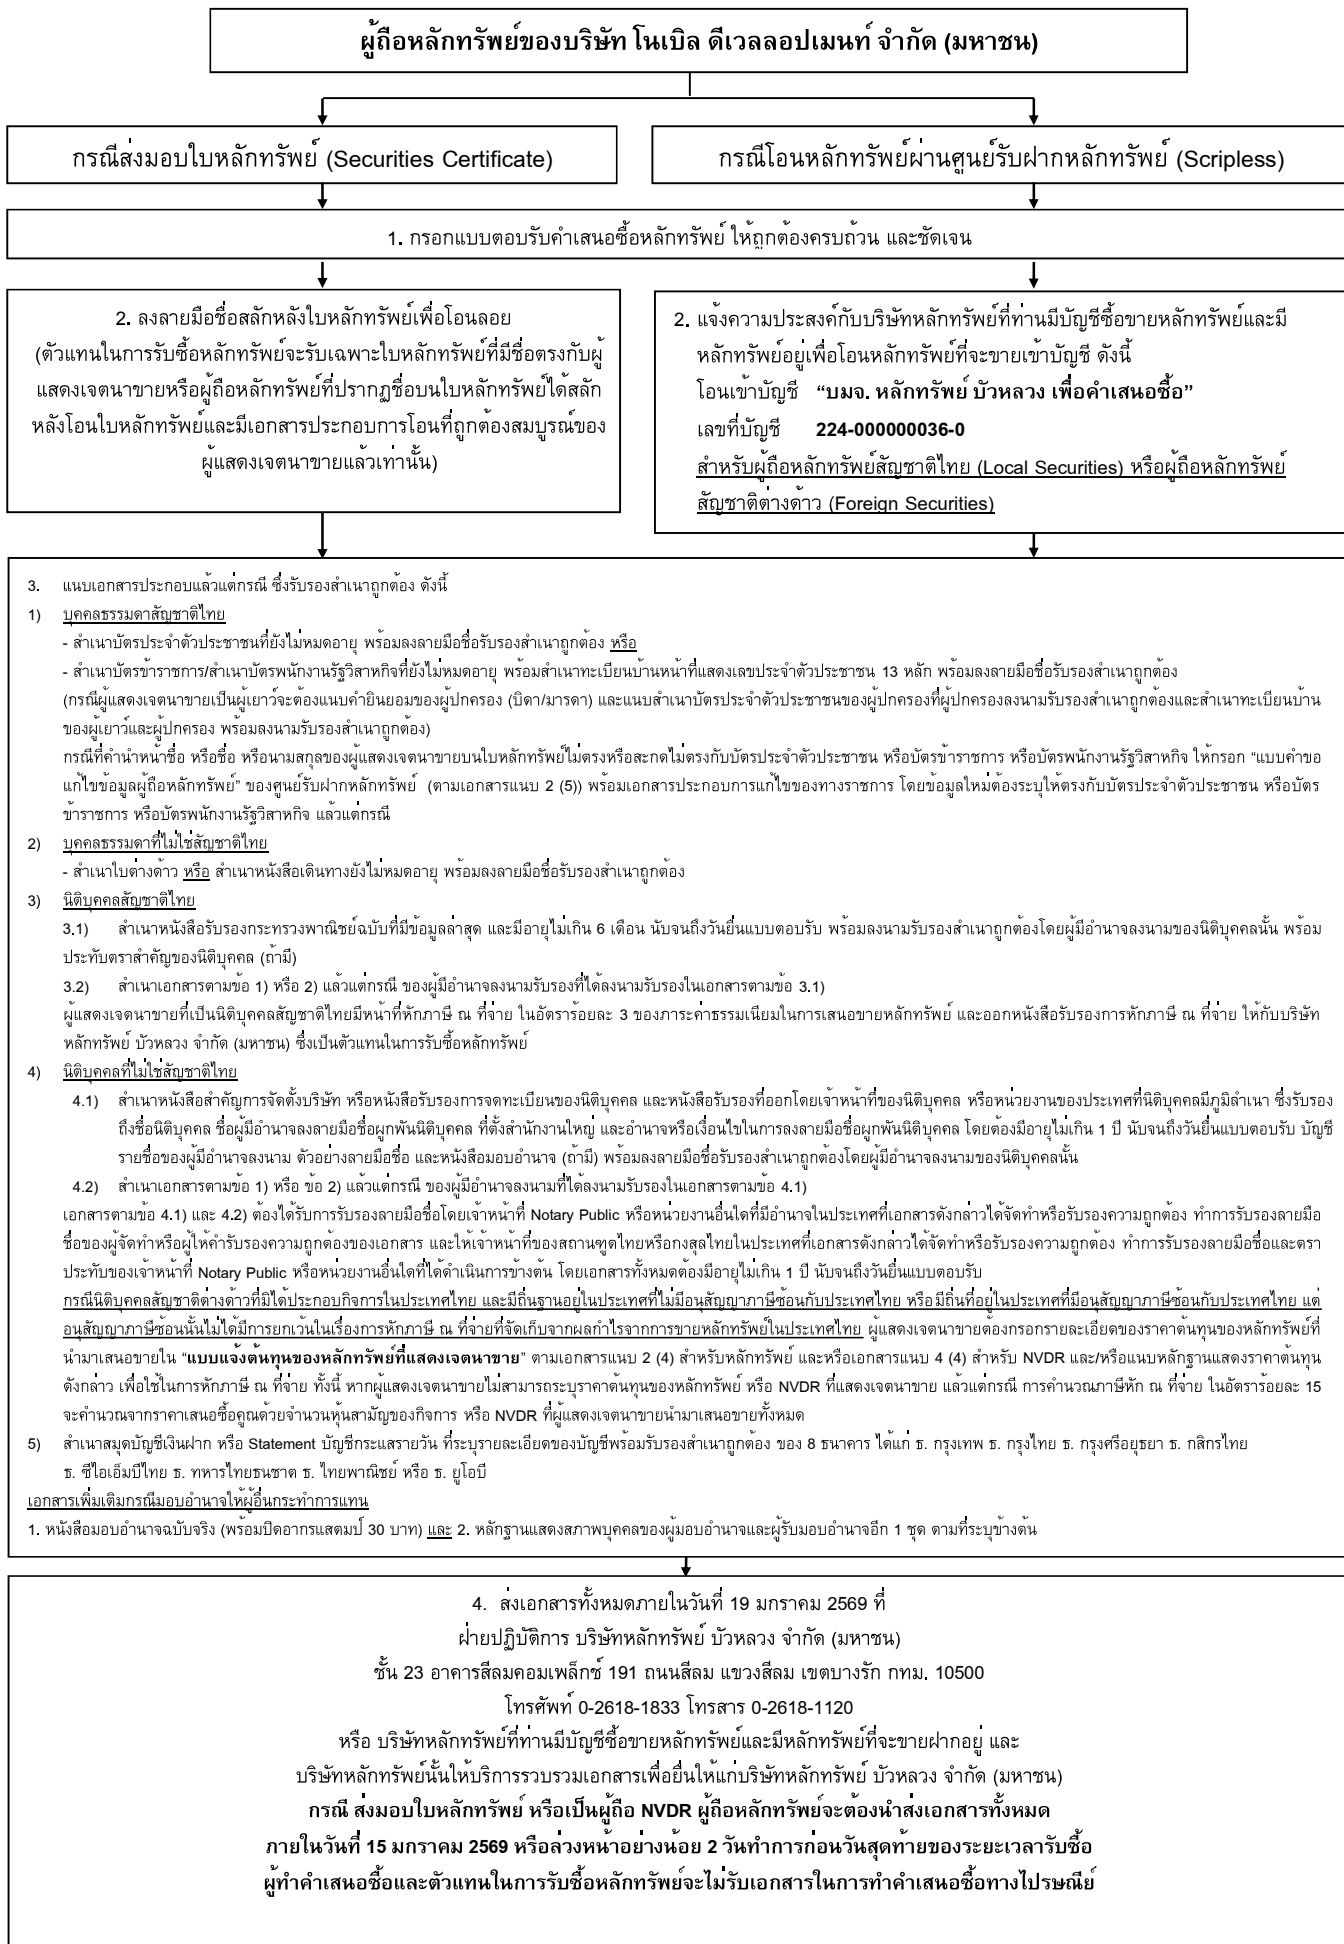 ผู้ถือหลักทรัพย์ของบริษัท โนเบิล ดีเวลลอปเมนท์ จำกัด (มหาชน)
กรณีส่งมอบใบหลักทรัพย์ (Securities Certificate)
กรณีโอนหลักทรัพย์ผ่านศูนย์รับฝากหลักทรัพย์ (Scripless)
1. กรอกแบบตอบรับคำเสนอซื้อหลักทรัพย์ ให้ถูกต้องครบถ้วน และชัดเจน
2. ลงลายมือชื่อสลักหลังใบหลักทรัพย์เพื่อโอนลอย
(ตัวแทนในการรับซื้อหลักทรัพย์จะรับเฉพาะใบหลักทรัพย์ที่มีชื่อตรงกับผู้
แสดงเจตนาขายหรือผู้ถือหลักทรัพย์ที่ปรากฏชื่อบนใบหลักทรัพย์ได้สลัก
หลังโอนใบหลักทรัพย์และมีเอกสารประกอบการโอนที่ถูกต้องสมบูรณ์ของ
ผู้แสดงเจตนาขายแล้วเท่านั้น)
2. แจ้งความประสงค์กับบริษัทหลักทรัพย์ที่ท่านมีบัญชีซื้อขายหลักทรัพย์และมี
หลักทรัพย์อยู่เพื่อโอนหลักทรัพย์ที่จะขายเข้าบัญชี ดังนี้
โอนเข้าบัญชี “บมจ. หลักทรัพย์ บัวหลวง เพื่อคำเสนอซื้อ”
เลขที่บัญชี 224-000000036-0
สำหรับผู้ถือหลักทรัพย์สัญชาติไทย (Local Securities) หรือผู้ถือหลักทรัพย์
สัญชาติต่างด้าว (Foreign Securities)
3. แนบเอกสารประกอบแล้วแต่กรณี ซึ่งรับรองสำเนาถูกต้อง ดังนี้
1) บุคคลธรรมดาสัญชาติไทย
- สำเนาบัตรประจำตัวประชาชนที่ยังไม่หมดอายุ พร้อมลงลายมือชื่อรับรองสำเนาถูกต้อง หรือ
- สำเนาบัตรข้าราชการ/สำเนาบัตรพนักงานรัฐวิสาหกิจที่ยังไม่หมดอายุ พร้อมสำเนาทะเบียนบ้านหน้าที่แสดงเลขประจำตัวประชาชน 13 หลัก พร้อมลงลายมือชื่อรับรองสำเนาถูกต้อง
(กรณีผู้แสดงเจตนาขายเป็นผู้เยาว์จะต้องแนบคำยินยอมของผู้ปกครอง (บิดา/มารดา) และแนบสำเนาบัตรประจำตัวประชาชนของผู้ปกครองที่ผู้ปกครองลงนามรับรองสำเนาถูกต้องและสำเนาทะเบียนบ้าน
ของผู้เยาว์และผู้ปกครอง พร้อมลงนามรับรองสำเนาถูกต้อง)
กรณีที่คำนำหน้าชื่อ หรือชื่อ หรือนามสกุลของผู้แสดงเจตนาขายบนใบหลักทรัพย์ไม่ตรงหรือสะกดไม่ตรงกับบัตรประจำตัวประชาชน หรือบัตรข้าราชการ หรือบัตรพนักงานรัฐวิสาหกิจ ให้กรอก “แบบคำขอ
แก้ไขข้อมูลผู้ถือหลักทรัพย์” ของศูนย์รับฝากหลักทรัพย์ (ตามเอกสารแนบ 2 (5)) พร้อมเอกสารประกอบการแก้ไขของทางราชการ โดยข้อมูลใหม่ต้องระบุให้ตรงกับบัตรประจำตัวประชาชน หรือบัตร
ข้าราชการ หรือบัตรพนักงานรัฐวิสาหกิจ แล้วแต่กรณี
2) บุคคลธรรมดาที่ไม่ใช่สัญชาติไทย
- สำเนาใบต่างด้าว หรือ สำเนาหนังสือเดินทางยังไม่หมดอายุ พร้อมลงลายมือชื่อรับรองสำเนาถูกต้อง
3) นิติบุคคลสัญชาติไทย
3.1) สำเนาหนังสือรับรองกระทรวงพาณิชย์ฉบับที่มีข้อมูลล่าสุด และมีอายุไม่เกิน 6 เดือน นับจนถึงวันยื่นแบบตอบรับ พร้อมลงนามรับรองสำเนาถูกต้องโดยผู้มีอำนาจลงนามของนิติบุคคลนั้น พร้อม
ประทับตราสำคัญของนิติบุคคล (ถ้ามี)
3.2) สำเนาเอกสารตามข้อ 1) หรือ 2) แล้วแต่กรณี ของผู้มีอำนาจลงนามรับรองที่ได้ลงนามรับรองในเอกสารตามข้อ 3.1)
ผู้แสดงเจตนาขายที่เป็นนิติบุคคลสัญชาติไทยมีหน้าที่หักภาษี ณ ที่จ่าย ในอัตราร้อยละ 3 ของภาระค่าธรรมเนียมในการเสนอขายหลักทรัพย์ และออกหนังสือรับรองการหักภาษี ณ ที่จ่าย ให้กับบริษัท
หลักทรัพย์ บัวหลวง จำกัด (มหาชน) ซึ่งเป็นตัวแทนในการรับซื้อหลักทรัพย์
4) นิติบุคคลที่ไม่ใช่สัญชาติไทย
4.1) สำเนาหนังสือสำคัญการจัดตั้งบริษัท หรือหนังสือรับรองการจดทะเบียนของนิติบุคคล และหนังสือรับรองที่ออกโดยเจ้าหน้าที่ของนิติบุคคล หรือหน่วยงานของประเทศที่นิติบุคคลมีภูมิลำเนา ซึ่งรับรอง
ถึงชื่อนิติบุคคล ชื่อผู้มีอำนาจลงลายมือชื่อผูกพันนิติบุคคล ที่ตั้งสำนักงานใหญ่ และอำนาจหรือเงื่อนไขในการลงลายมือชื่อผูกพันนิติบุคคล โดยต้องมีอายุไม่เกิน 1 ปี นับจนถึงวันยื่นแบบตอบรับ บัญชี
รายชื่อของผู้มีอำนาจลงนาม ตัวอย่างลายมือชื่อ และหนังสือมอบอำนาจ (ถ้ามี) พร้อมลงลายมือชื่อรับรองสำเนาถูกต้องโดยผู้มีอำนาจลงนามของนิติบุคคลนั้น
4.2) สำเนาเอกสารตามข้อ 1) หรือ ข้อ 2) แล้วแต่กรณี ของผู้มีอำนาจลงนามที่ได้ลงนามรับรองในเอกสารตามข้อ 4.1)
เอกสารตามข้อ 4.1) และ 4.2) ต้องได้รับการรับรองลายมือชื่อโดยเจ้าหน้าที่ Notary Public หรือหน่วยงานอื่นใดที่มีอำนาจในประเทศที่เอกสารดังกล่าวได้จัดทำหรือรับรองความถูกต้อง ทำการรับรองลายมือ
ชื่อของผู้จัดทำหรือผู้ให้คำรับรองความถูกต้องของเอกสาร และให้เจ้าหน้าที่ของสถานฑูตไทยหรือกงสุลไทยในประเทศที่เอกสารดังกล่าวได้จัดทำหรือรับรองความถูกต้อง ทำการรับรองลายมือชื่อและตรา
ประทับของเจ้าหน้าที่ Notary Public หรือหน่วยงานอื่นใดที่ได้ดำเนินการข้างต้น โดยเอกสารทั้งหมดต้องมีอายุไม่เกิน 1 ปี นับจนถึงวันยื่นแบบตอบรับ
กรณีนิติบุคคลสัญชาติต่างด้าวที่มิได้ประกอบกิจการในประเทศไทย และมีถิ่นฐานอยู่ในประเทศที่ไม่มีอนุสัญญาภาษีซ้อนกับประเทศไทย หรือมีถิ่นที่อยู่ในประเทศที่มีอนุสัญญาภาษีซ้อนกับประเทศไทย แต่
อนุสัญญาภาษีซ้อนนั้นไม่ได้มีการยกเว้นในเรื่องการหักภาษี ณ ที่จ่ายที่จัดเก็บจากผลกำไรจากการขายหลักทรัพย์ในประเทศไทย ผู้แสดงเจตนาขายต้องกรอกรายละเอียดของราคาต้นทุนของหลักทรัพย์ที่
นำมาเสนอขายใน “แบบแจ้งต้นทุนของหลักทรัพย์ที่แสดงเจตนาขาย” ตามเอกสารแนบ 2 (4) สำหรับหลักทรัพย์ และหรือเอกสารแนบ 4 (4) สำหรับ NVDR และ/หรือแนบหลักฐานแสดงราคาต้นทุน
ดังกล่าว เพื่อใช้ในการหักภาษี ณ ที่จ่าย ทั้งนี้ หากผู้แสดงเจตนาขายไม่สามารถระบุราคาต้นทุนของหลักทรัพย์ หรือ NVDR ที่แสดงเจตนาขาย แล้วแต่กรณี การคำนวณภาษีหัก ณ ที่จ่าย ในอัตราร้อยละ 15
จะคำนวณจากราคาเสนอซื้อคูณด้วยจำนวนหุ้นสามัญของกิจการ หรือ NVDR ที่ผู้แสดงเจตนาขายนำมาเสนอขายทั้งหมด
5) สำเนาสมุดบัญชีเงินฝาก หรือ Statement บัญชีกระแสรายวัน ที่ระบุรายละเอียดของบัญชีพร้อมรับรองสำเนาถูกต้อง ของ 8 ธนาคาร ได้แก่ ธ. กรุงเทพ ธ. กรุงไทย ธ. กรุงศรีอยุธยา ธ. กสิกรไทย
ธ. ซีไอเอ็มบีไทย ธ. ทหารไทยธนชาต ธ. ไทยพาณิชย์ หรือ ธ. ยูโอบี
เอกสารเพิ่มเติมกรณีมอบอำนาจให้ผู้อื่นกระทำการแทน
1. หนังสือมอบอำนาจฉบับจริง (พร้อมปิดอากรแสตมป์ 30 บาท) และ 2. หลักฐานแสดงสภาพบุคคลของผู้มอบอำนาจและผู้รับมอบอำนาจอีก 1 ชุด ตามที่ระบุข้างต้น
4. ส่งเอกสารทั้งหมดภายในวันที่ 19 มกราคม 2569 ที่
ฝ่ายปฏิบัติการ บริษัทหลักทรัพย์ บัวหลวง จำกัด (มหาชน)
ชั้น 23 อาคารสีลมคอมเพล็กซ์ 191 ถนนสีลม แขวงสีลม เขตบางรัก กทม. 10500
โทรศัพท์ 0-2618-1833 โทรสาร 0-2618-1120
หรือ บริษัทหลักทรัพย์ที่ท่านมีบัญชีซื้อขายหลักทรัพย์และมีหลักทรัพย์ที่จะขายฝากอยู่ และ
บริษัทหลักทรัพย์นั้นให้บริการรวบรวมเอกสารเพื่อยื่นให้แก่บริษัทหลักทรัพย์ บัวหลวง จำกัด (มหาชน)
กรณี ส่งมอบใบหลักทรัพย์ หรือเป็นผู้ถือ NVDR ผู้ถือหลักทรัพย์จะต้องนำส่งเอกสารทั้งหมด
ภายในวันที่ 15 มกราคม 2569 หรือล่วงหน้าอย่างน้อย 2 วันทำการก่อนวันสุดท้ายของระยะเวลารับซื้อ
ผู้ทำคำเสนอซื้อและตัวแทนในการรับซื้อหลักทรัพย์จะไม่รับเอกสารในการทำคำเสนอซื้อทางไปรษณีย์